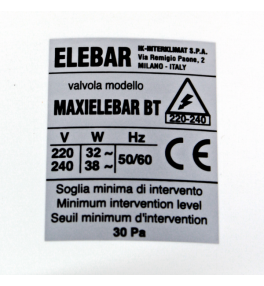 ELEBAR IK-INTERKLIMAT S.P.A.
Via Remigio Paone, 2
MILANO - ITALY
valvola modello
MAXIELEBAR BT
220-240
V W Hz
220 32 ~ 50/60 CE
240 38 ~
Soglia minima di intervento
Minimum intervention level
Seuil minimum d'intervention
30 Pa